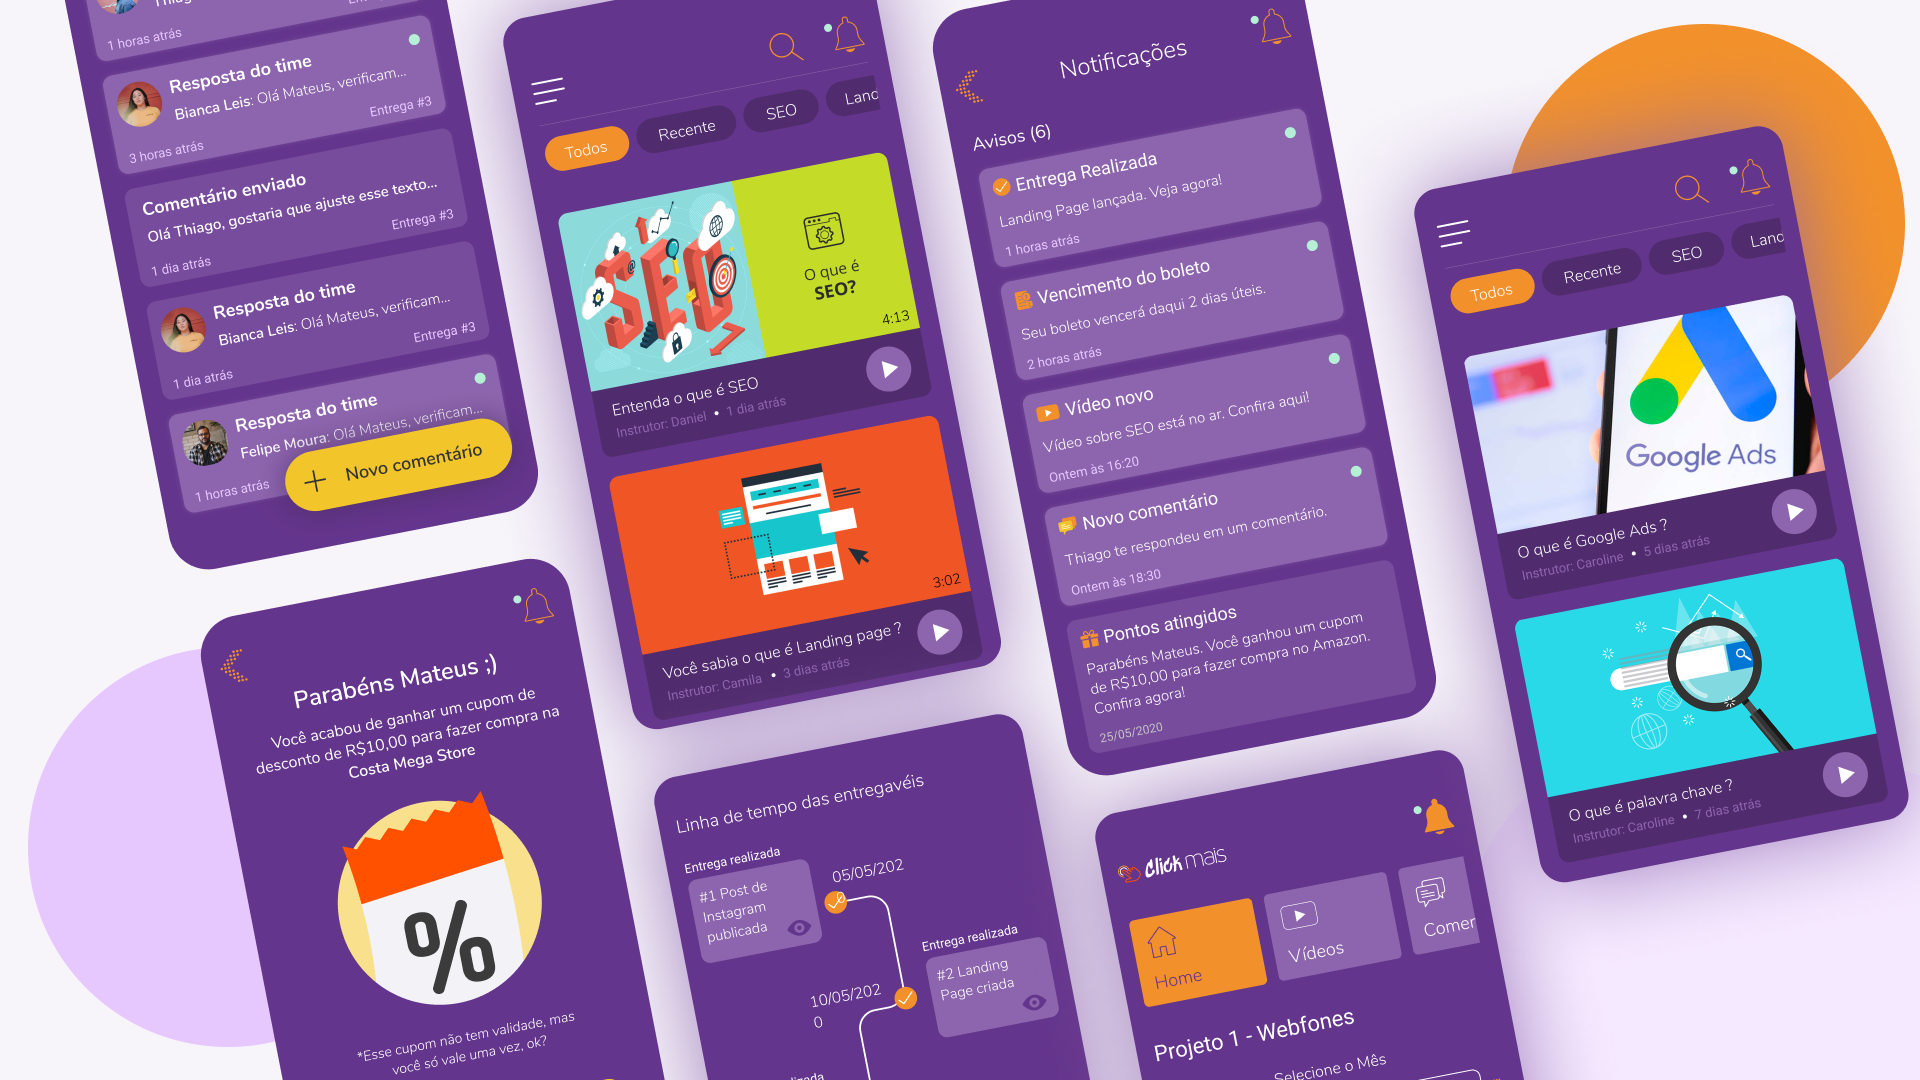 Thiago
1 horas atrás
Resposta do time
Bianca Leis: Olá Mateus, verificam...
Entrega #3
3 horas atrás
Comentário enviado
Olá Thiago, gostaria que ajuste esse texto...
Entrega #3
1 dia atrás
Resposta do time
Bianca Leis: Olá Mateus, verificam...
Entrega #3
1 dia atrás
Resposta do time
Felipe Moura: Olá Mateus, verificam...
1 horas atrás
Novo comentário
Todos
Recente
SEO
Land
SEO
O que é
SEO?
4:13
Entenda o que é SEO
Instrutor: Daniel • 1 dia atrás
3:02
Você sabia o que é Landing page ?
Instrutor: Camila • 3 dias atrás
Notificações
Avisos (6)
Entrega Realizada
Landing Page lançada. Veja agora!
1 horas atrás
Vencimento do boleto
Seu boleto vencerá daqui 2 dias úteis.
2 horas atrás
Vídeo novo
Vídeo sobre SEO está no ar. Confira aqui!
Ontem às 16:20
Novo comentário
Thiago te respondeu em um comentário.
Ontem às 18:30
Pontos atingidos
Parabéns Mateus. Você ganhou um cupom
de R$10,00 para fazer compra no Amazon.
Confira agora!
25/05/2020
Todos
Recente
SEO
Land
Google Ads
O que é Google Ads ?
Instrutor: Caroline • 5 dias atrás
O que é palavra chave ?
Instrutor: Caroline • 7 dias atrás
Parabéns Mateus ;)
Você acabou de ganhar um cupom de
desconto de R$10,00 para fazer compra na
Costa Mega Store
%
*Esse cupom não tem validade, mas
você só vale uma vez, ok?
Linha de tempo das entregavéis
Entrega realizada
#1 Post de
Instagram
publicada
05/05/202
0
Entrega realizada
#2 Landing
Page criada
10/05/202
0
lizada
Click mais
Home
Vídeos
Comen
Projeto 1 - Webfones
Selecione o Mês